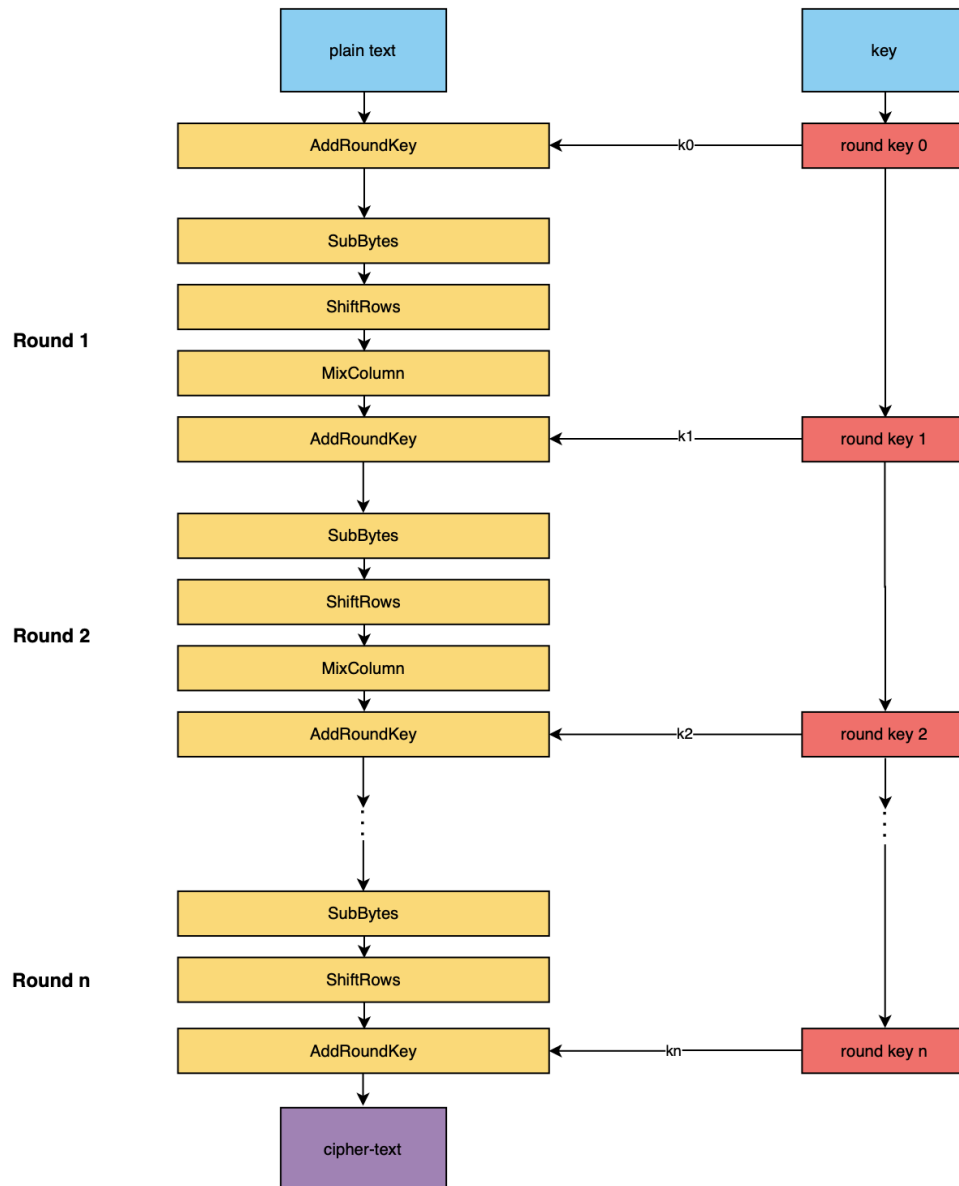 plain text
key
AddRoundKey
k0
round key 0
SubBytes
ShiftRows
Round 1
MixColumn
AddRoundKey
k1
round key 1
SubBytes
ShiftRows
Round 2
MixColumn
AddRoundKey
k2
round key 2
SubBytes
Round n
ShiftRows
AddRoundKey
kn
round key n
cipher-text